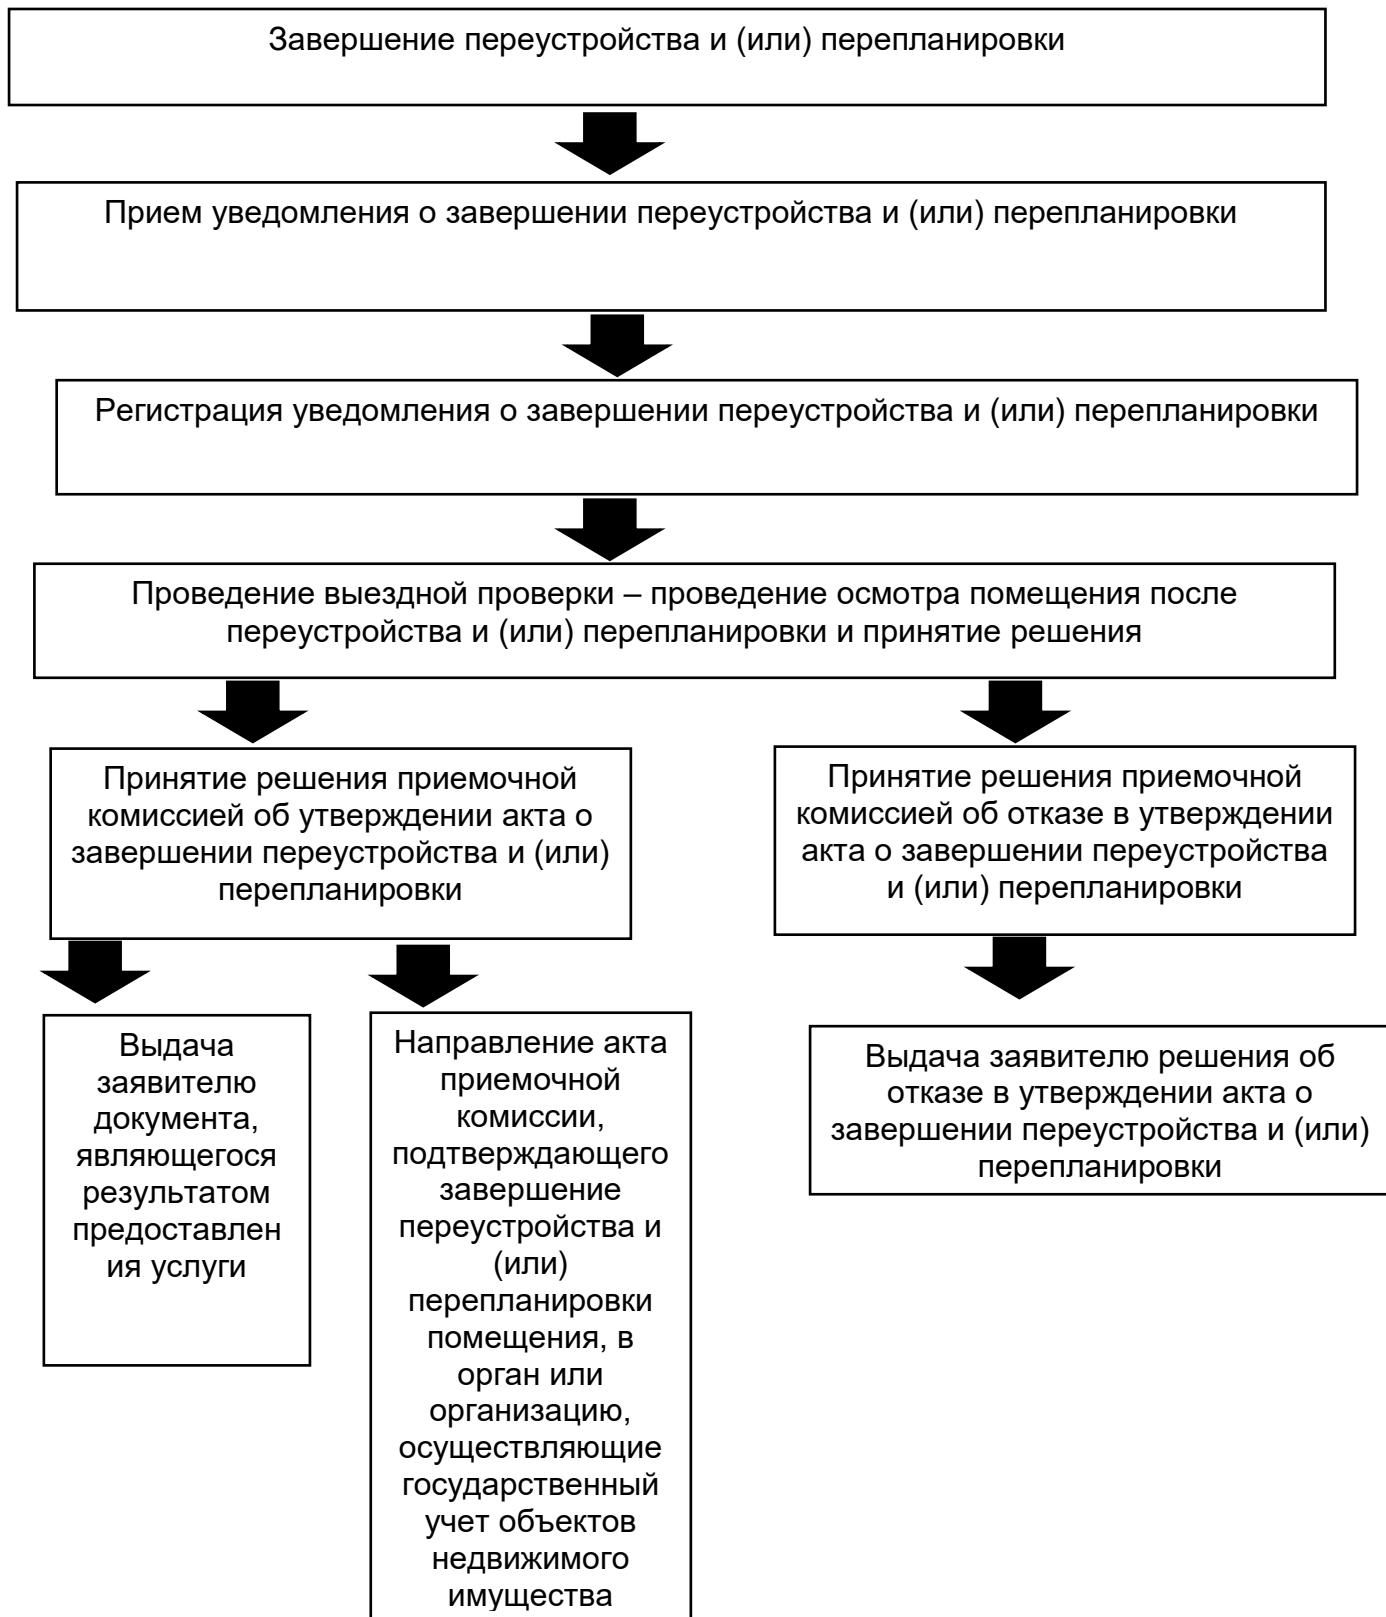 Завершение переустройства и (или) перепланировки
Прием уведомления о завершении переустройства и (или) перепланировки
Регистрация уведомления о завершении переустройства и (или) перепланировки
Проведение выездной проверки – проведение осмотра помещения после
переустройства и (или) перепланировки и принятие решения
Принятие решения приемочной
комиссией об утверждении акта о
завершении переустройства и (или)
перепланировки
Принятие решения приемочной
комиссией об отказе в утверждении
акта о завершении переустройства
и (или) перепланировки
Выдача
заявителю
документа,
являющегося
результатом
предоставлен
ия услуги
Направление акта
приемочной
комиссии,
подтверждающего
завершение
переустройства и
(или)
перепланировки
помещения, в
орган или
организацию,
осуществляющие
государственный
учет объектов
недвижимого
имущества
Выдача заявителю решения об
отказе в утверждении акта о
завершении переустройства и (или)
перепланировки